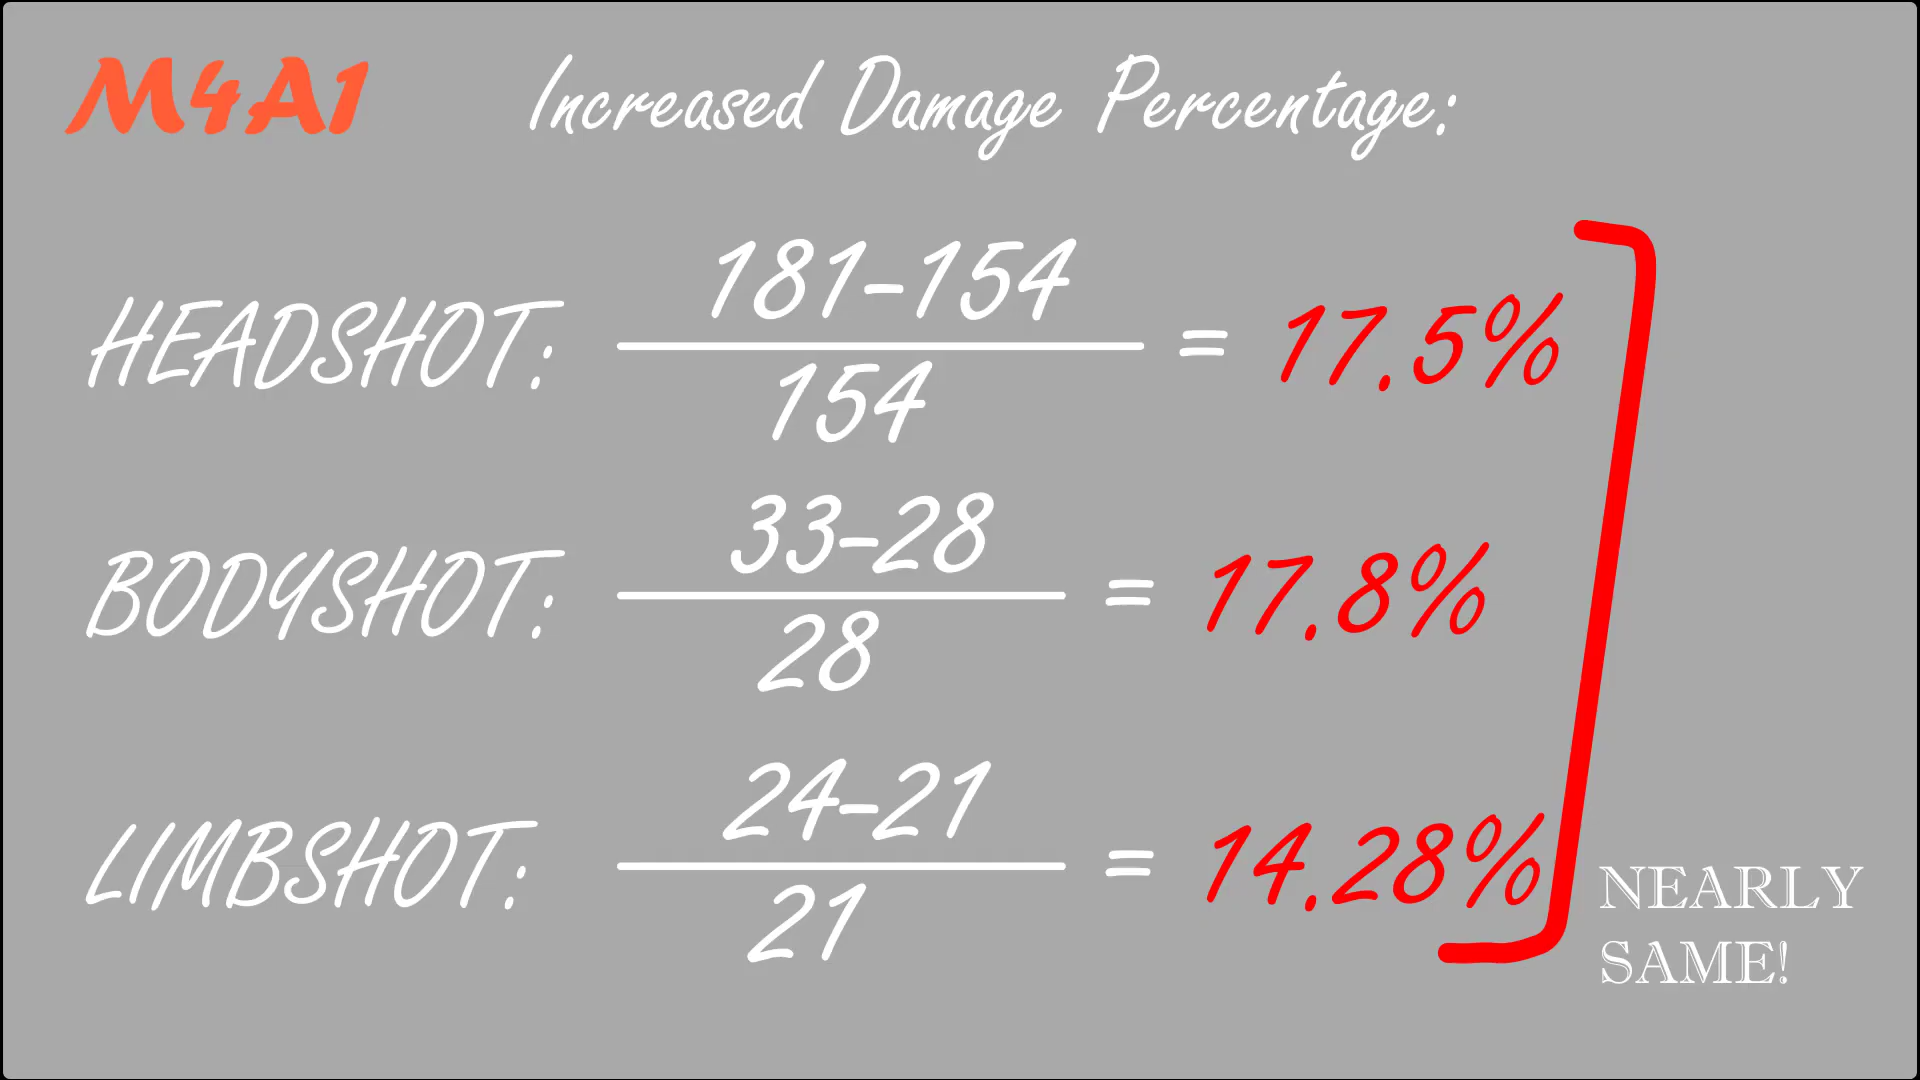 M4A1 Increased Damage Percentage:
181-154
HEADSHOT: = 17.5%
154
33-28
BODYSHOT: = 17.8%
28
24-21
LIMBSHOT: = 14.28%
21
NEARLY
SAME!